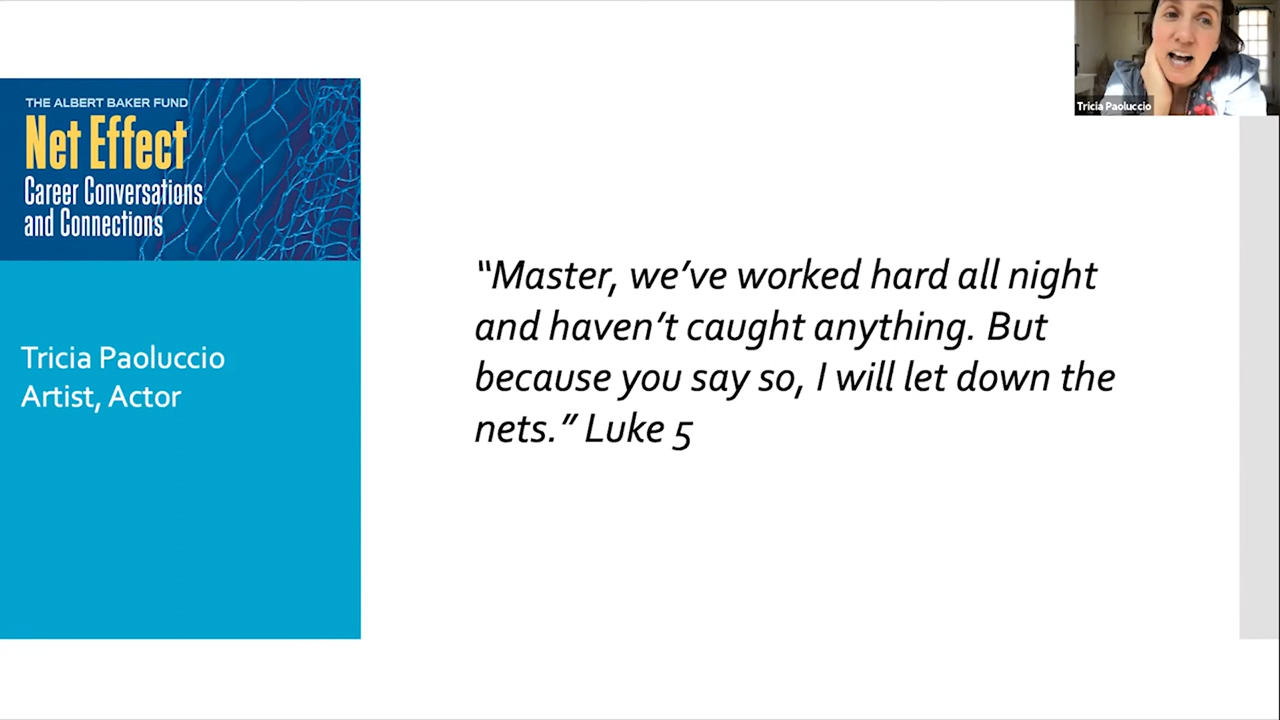 Tricia Paoluccio
THE ALBERT BAKER FUND
Net Effect
Career Conversations
and Connections
Tricia Paoluccio
Artist, Actor
“Master, we’ve worked hard all night
and haven’t caught anything. But
because you say so, I will let down the
nets.” Luke 5